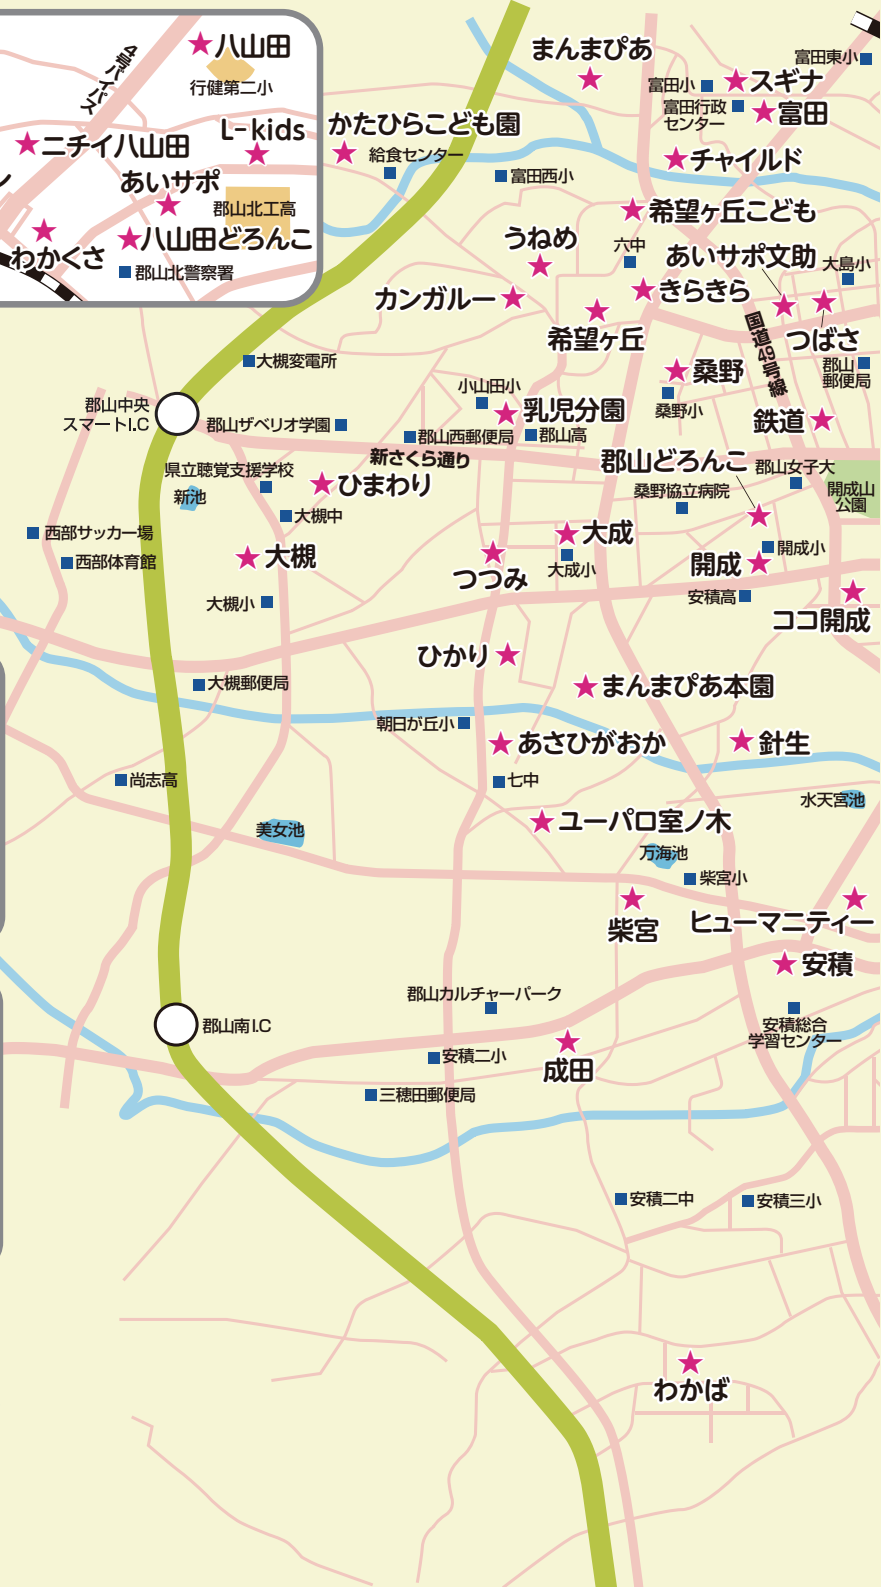 4号バイパス
八山田
行健第二小
ニチイ八山田
L-kids
あいサポ
郡山北工高
ン
わかくさ
八山田どろんこ
郡山北警察署
かたひらこども園
給食センター
まんまぴあ
富田東小
富田小
スギナ
富田行政
センター
富田
チャイルド
富田西小
希望ヶ丘こども
うねめ
六中
あいサポ文助
大島小
カンガルー
きらきら
希望ヶ丘
国道49号線
つばさ
郡山
郵便局
大槻変電所
桑野
桑野小
鉄道
小山田小
乳児分園
郡山中央
スマートI.C
郡山ザベリオ学園
郡山西郵便局
郡山高
新さくら通り
郡山どろんこ
郡山女子大
県立聴覚支援学校
新池
ひまわり
桑野協立病院
開成山
公園
大槻中
西部サッカー場
西部体育館
大槻
大成
大成小
つつみ
開成小
開成
大槻小
安積高
ココ開成
ひかり
大槻郵便局
まんまぴあ本園
朝日が丘小
あさひがおか
針生
尚志高
七中
水天宮池
美女池
ユーパロ室ノ木
万海池
柴宮小
柴宮
ヒューマニティー
安積
郡山カルチャーパーク
郡山南I.C
安積総合
学習センター
安積二小
成田
三穂田郵便局
安積二中
安積三小
わかば